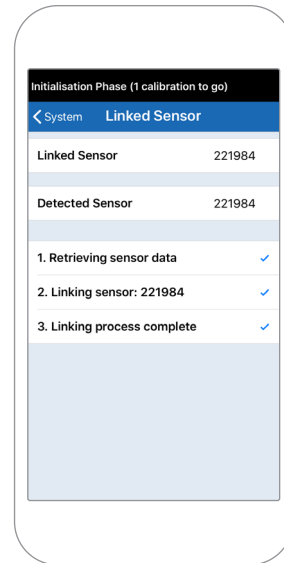 Initialisation Phase (1 calibration to go)
System Linked Sensor
Linked Sensor 221984
Detected Sensor 221984
1. Retrieving sensor data
2. Linking sensor: 221984
3. Linking process complete